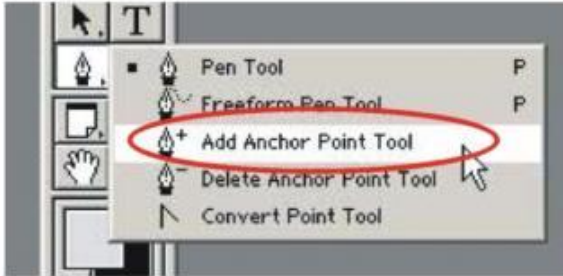 T
Pen Tool P
Freeform Pen Tool P
Add Anchor Point Tool
Delete Anchor Point Tool
Convert Point Tool